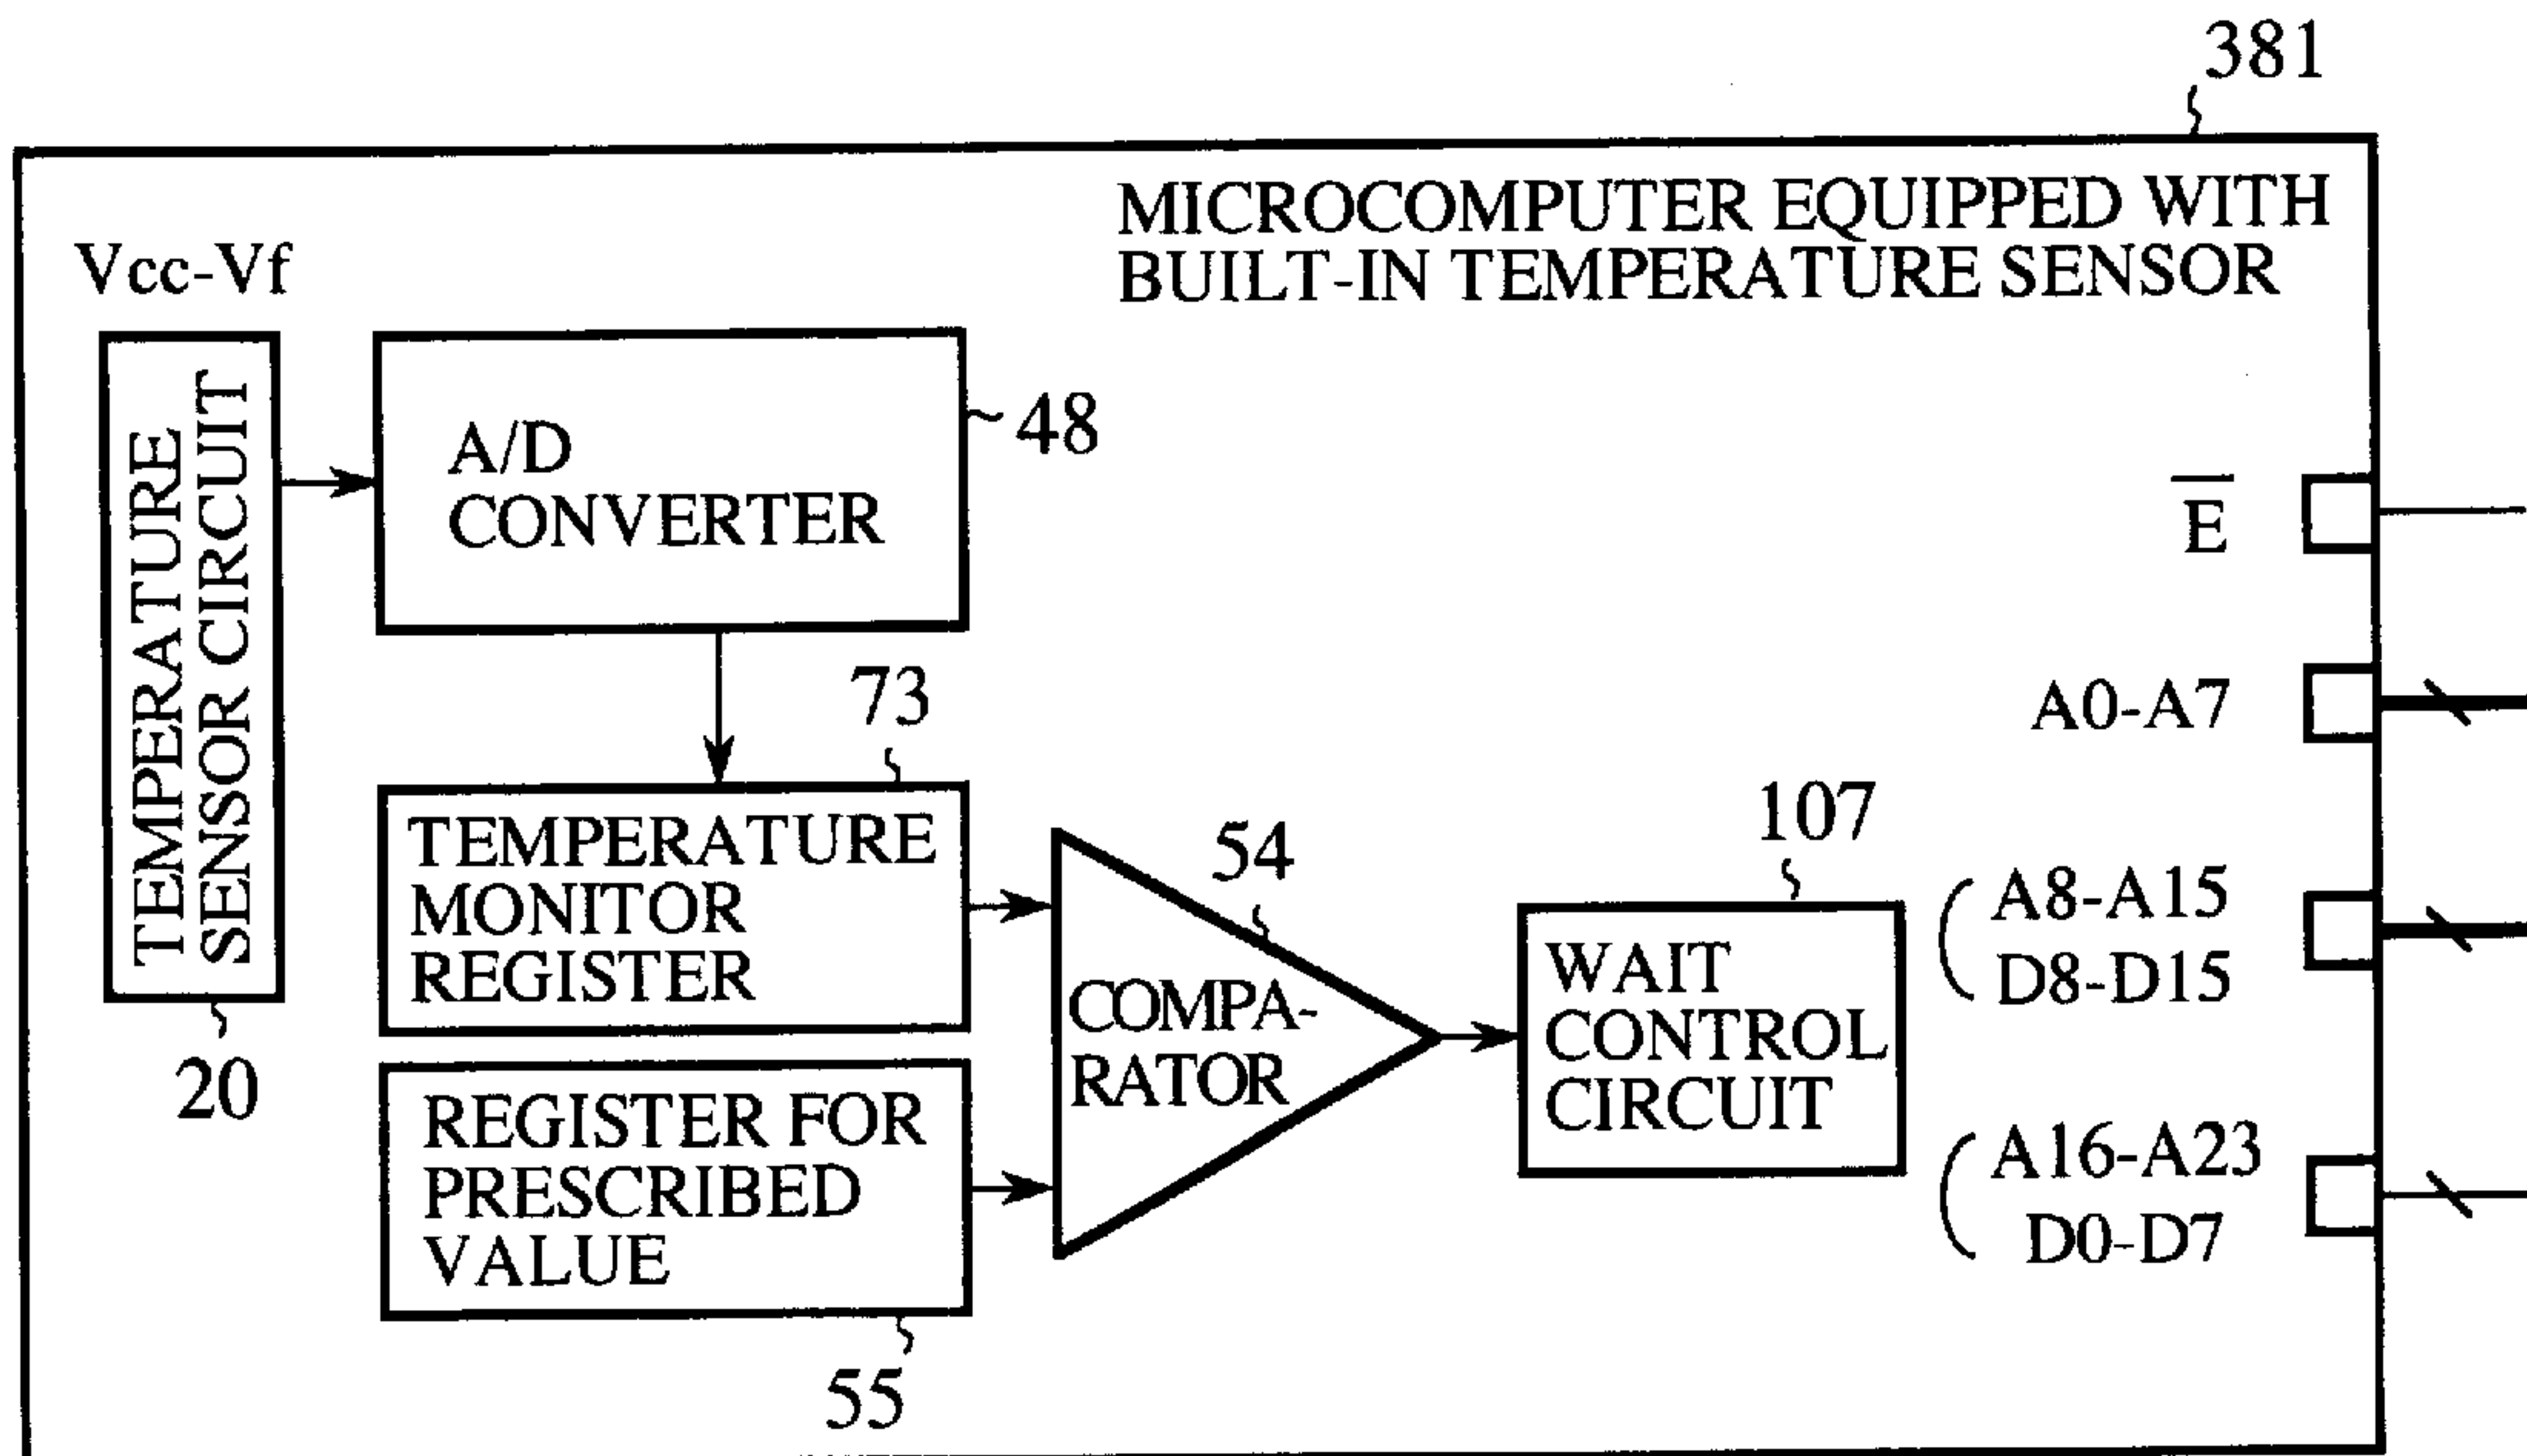 381
MICROCOMPUTER EQUIPPED WITH
BUILT-IN TEMPERATURE SENSOR
Vcc-Vf
TEMPERATURE
SENSOR CIRCUIT
20
A/D
CONVERTER
48
73
TEMPERATURE
MONITOR
REGISTER
REGISTER FOR
PRESCRIBED
VALUE
55
54
COMPA-
RATOR
107
WAIT
CONTROL
CIRCUIT
E̅
A0-A7
A8-A15
D8-D15
A16-A23
D0-D7